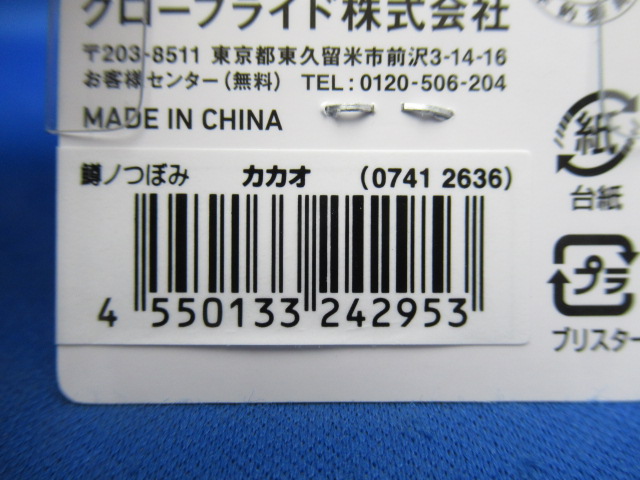 グローブライド株式会社
〒203-8511 東京都東久留米市前沢3-14-16
お客様センター(無料) TEL:0120-506-204
MADE IN CHINA
紙
台紙
鱒ノつぼみ カカオ (0741 2636)
4 550133 242953
プラ
ブリスター